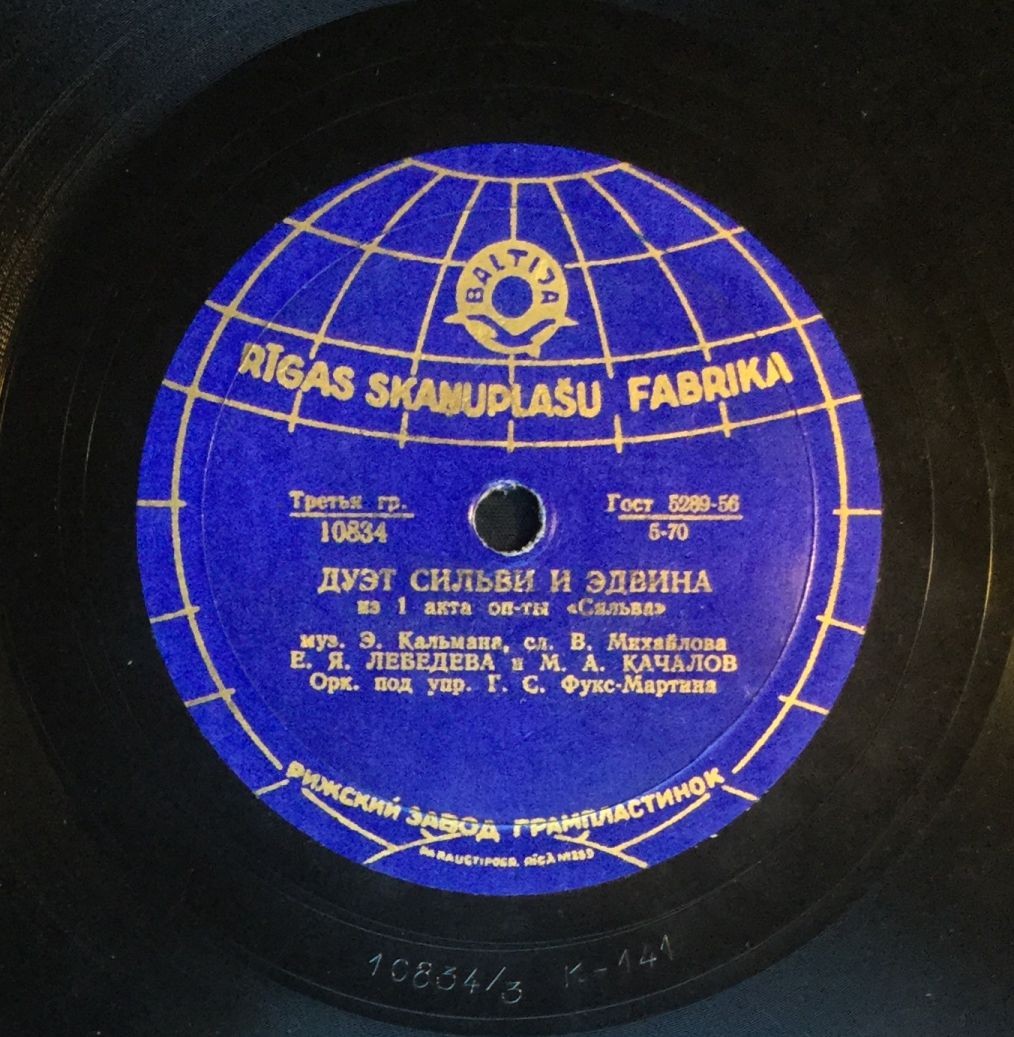 BALTIJA
RĪGAS SKAŅUPLAŠU FABRIKA
Третья гр.
10834
Гост 5289-56
5-70
ДУЭТ СИЛЬВИ И ЭДВИНА
из 1 акта оп-ты «Сильва»
муз. Э. Кальмана, сл. В. Михайлова
Е. Я. ЛЕБЕДЕВА и М. А. КАЧАЛОВ
Орк. под упр. Г. С. Фукс-Мартина
РИЖСКИЙ ЗАВОД ГРАМПЛАСТИНОК
PARAUGTIPOGR. RĪGĀ
10834/3 K-141